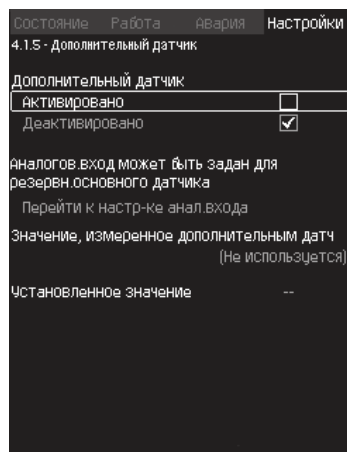 Состояние Работа Авария Настройки
4.1.5 - Дополнительный датчик
Дополнительный датчик
Активировано
Деактивировано
Аналогов.вход может быть задан для
резервн.основного датчика
Перейти к настр-ке анал.входа
Значение, измеренное дополнительным датч
(Не используется)
Установленное значение --